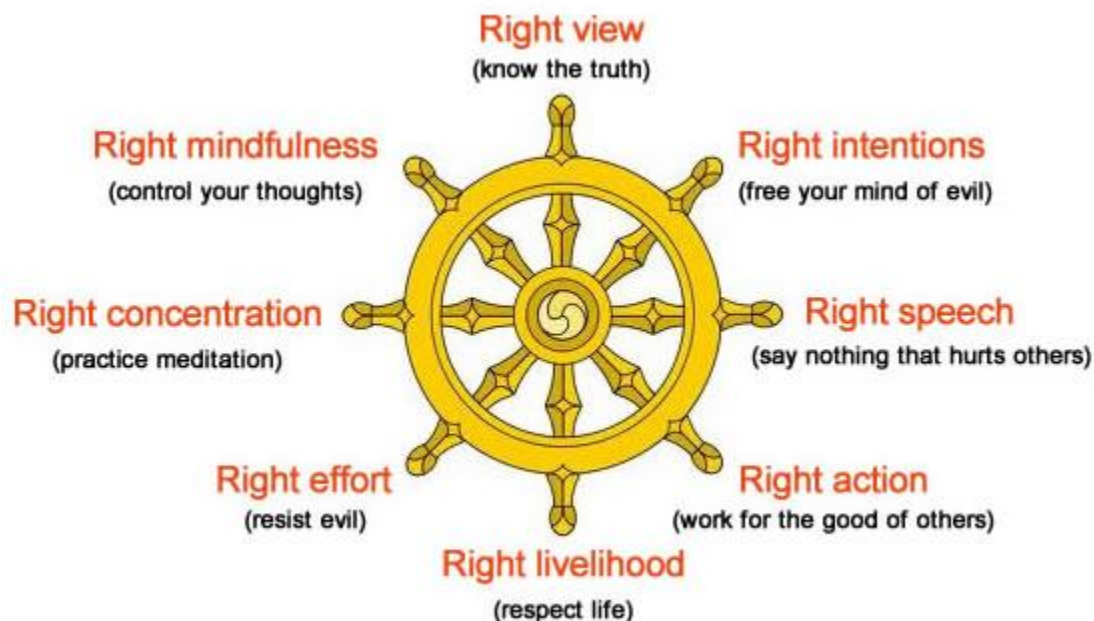 Right view
(know the truth)
Right mindfulness
(control your thoughts)
Right intentions
(free your mind of evil)
Right concentration
(practice meditation)
Right speech
(say nothing that hurts others)
Right effort
(resist evil)
Right action
(work for the good of others)
Right livelihood
(respect life)